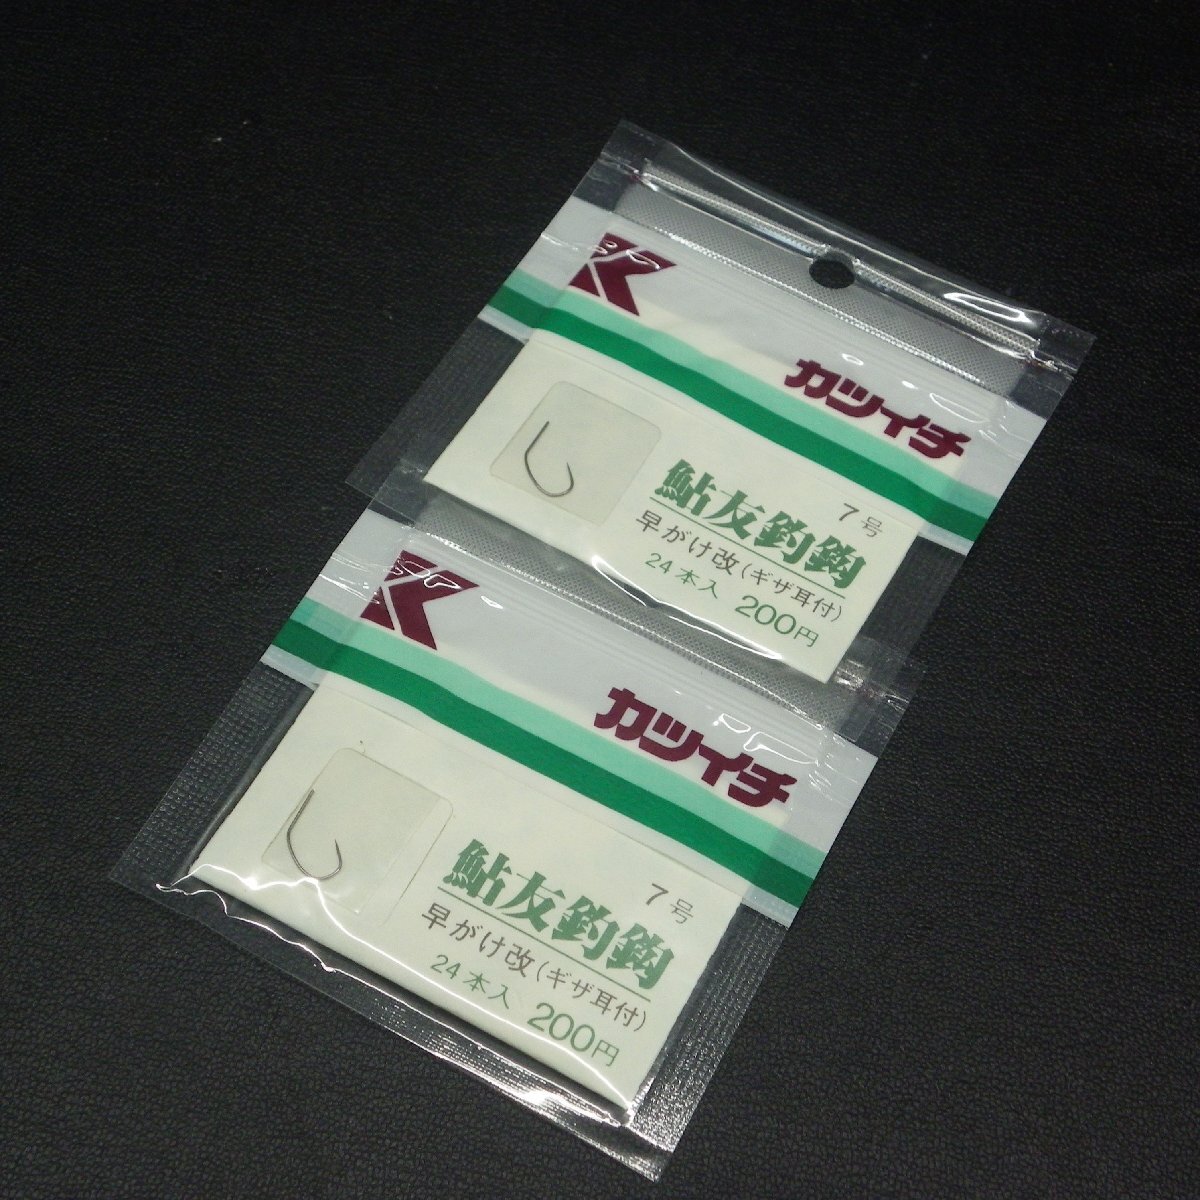 K
カツイチ
7号
鮎友釣鈎
早がけ改(ギザ耳付)
24本入 200円
K
カツイチ
7号
鮎友釣鈎
早がけ改(ギザ耳付)
24本入 200円